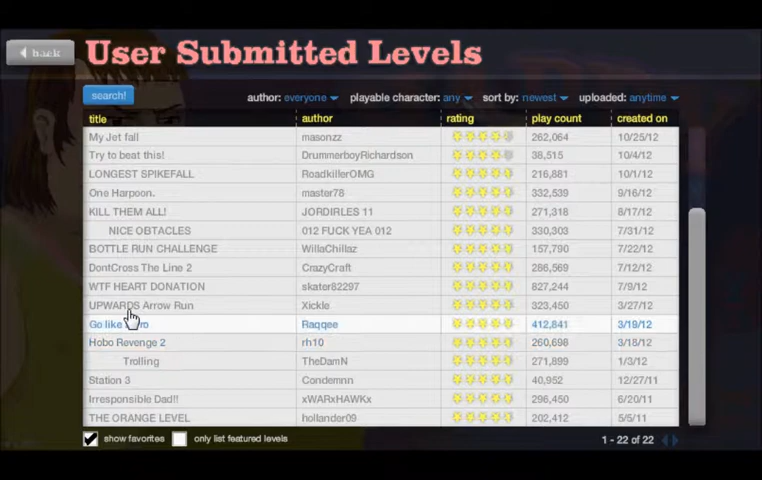 back
User Submitted Levels
search!
author: everyone playable character: any sort by: newest uploaded: anytime
title author rating play count created on
My Jet fall masonzz 262,064 10/25/12
Try to beat this! DrummerboyRichardson 38,515 10/4/12
LONGEST SPIKEFALL RoadkillerOMG 216,881 10/1/12
One Harpoon. master78 332,539 9/16/12
KILL THEM ALL! JORDIRLES 11 271,318 8/17/12
NICE OBTACLES 012 FUCK YEA 012 330,303 7/31/12
BOTTLE RUN CHALLENGE WillaChillaz 157,790 7/22/12
DontCross The Line 2 CrazyCraft 286,569 7/12/12
WTF HEART DONATION skater82297 827,244 7/9/12
UPWARDS Arrow Run Xickle 323,450 3/27/12
Go like Raqqee 412,841 3/19/12
Hobo Revenge 2 rh10 260,698 3/18/12
Trolling TheDamN 271,899 1/3/12
Station 3 Condemnn 40,952 12/27/11
Irresponsible Dad!! xWARxHAWKx 296,450 6/20/11
THE ORANGE LEVEL hollander09 202,412 5/5/11
show favorites only list featured levels 1 - 22 of 22